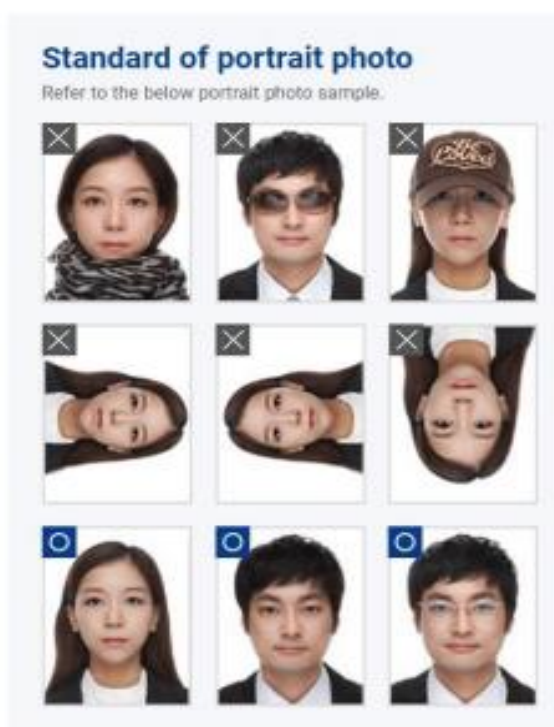 Standard of portrait photo
Refer to the below portrait photo sample.